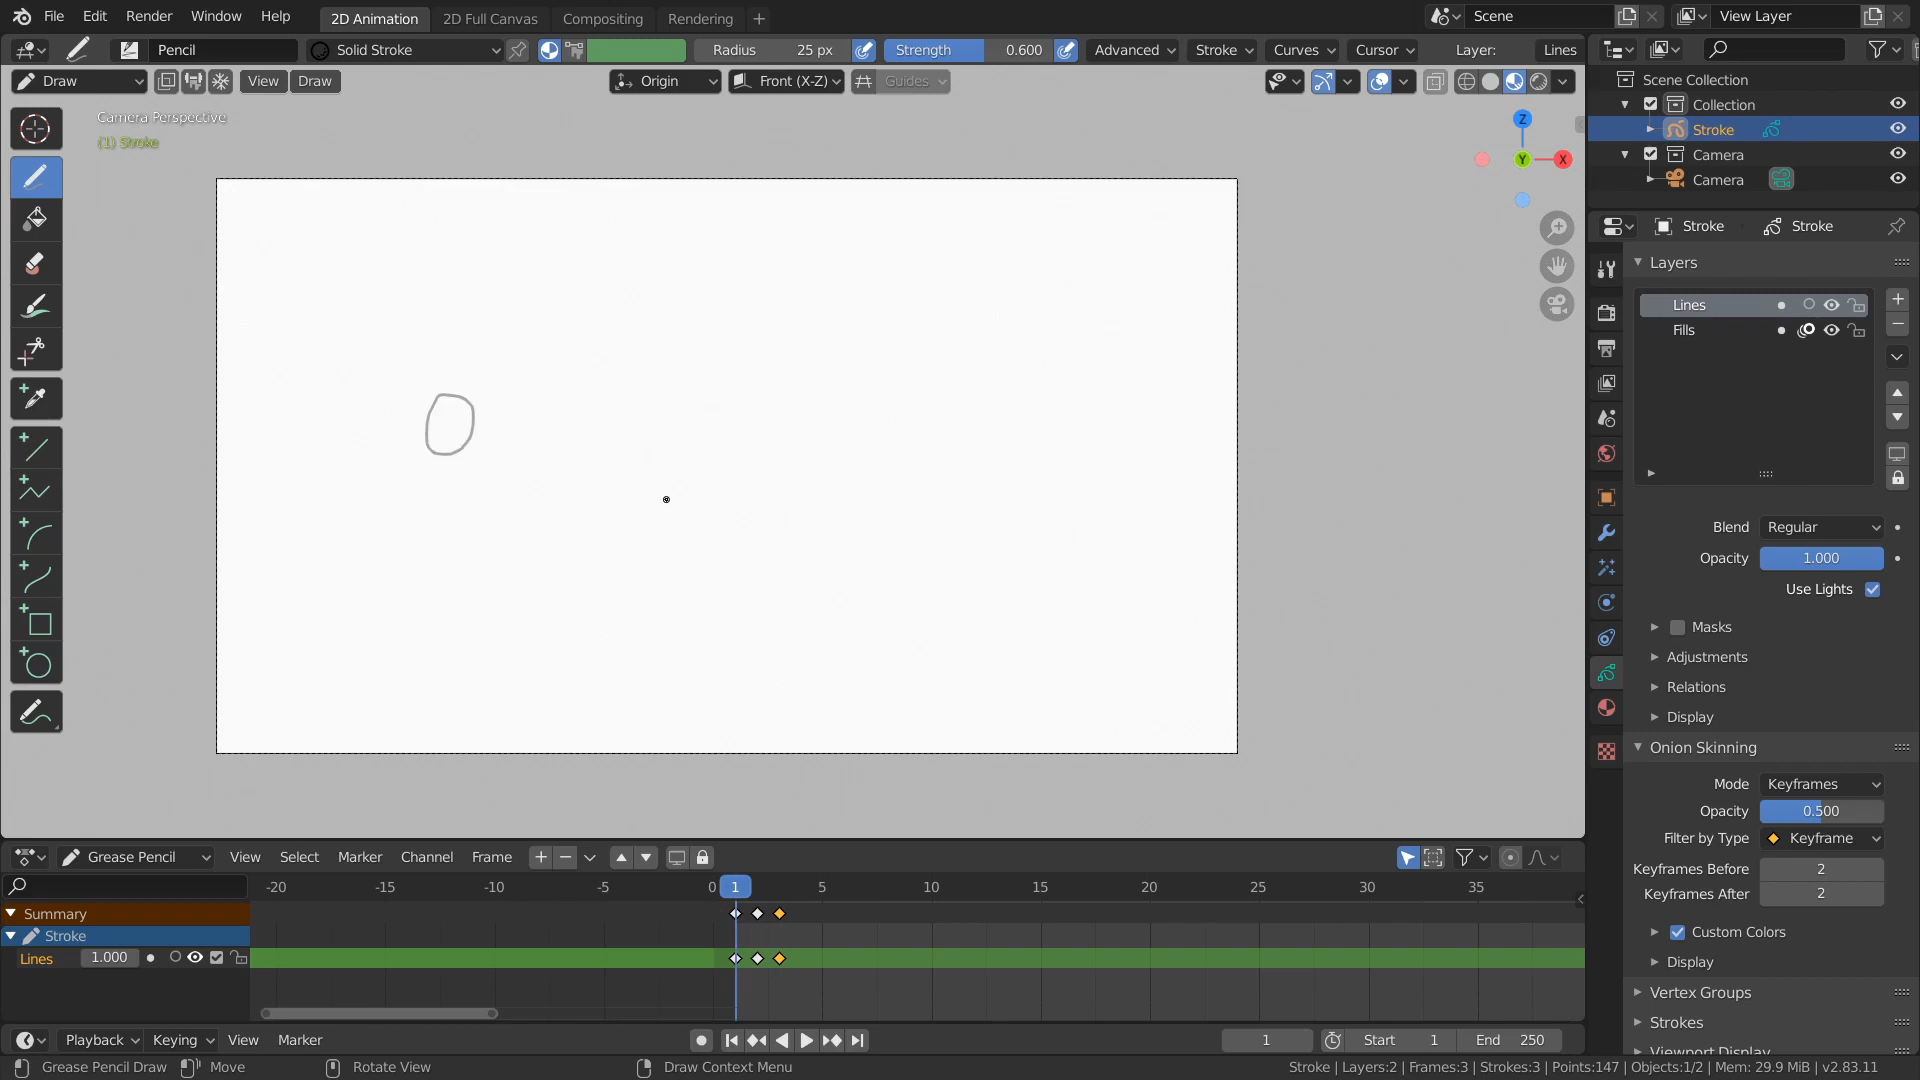 File Edit Render Window Help 2D Animation 2D Full Canvas Compositing Rendering + Scene View Layer
Pencil Solid Stroke Radius 25 px Strength 0.600 Advanced Stroke Curves Cursor Layer: Lines
Draw View Draw Origin Front (X-Z) Guides
Camera Perspective
(1) Stroke
Z
Y
X
Scene Collection
Collection
Stroke
Camera
Camera
Stroke Stroke
Layers
Lines
Fills
Blend Regular
Opacity 1.000
Use Lights
Masks
Adjustments
Relations
Display
Onion Skinning
Mode Keyframes
Opacity 0.500
Filter by Type Keyframe
Keyframes Before 2
Keyframes After 2
Custom Colors
Display
Vertex Groups
Strokes
Viewport Display
Grease Pencil View Select Marker Channel Frame
-20 -15 -10 -5 0 1 5 10 15 20 25 30 35
Summary
Stroke
Lines 1.000
Playback Keying View Marker 1 Start 1 End 250
Grease Pencil Draw Move Rotate View Draw Context Menu Stroke | Layers:2 | Frames:3 | Strokes:3 | Points:147 | Objects:1/2 | Mem: 29.9 MiB | v2.83.11